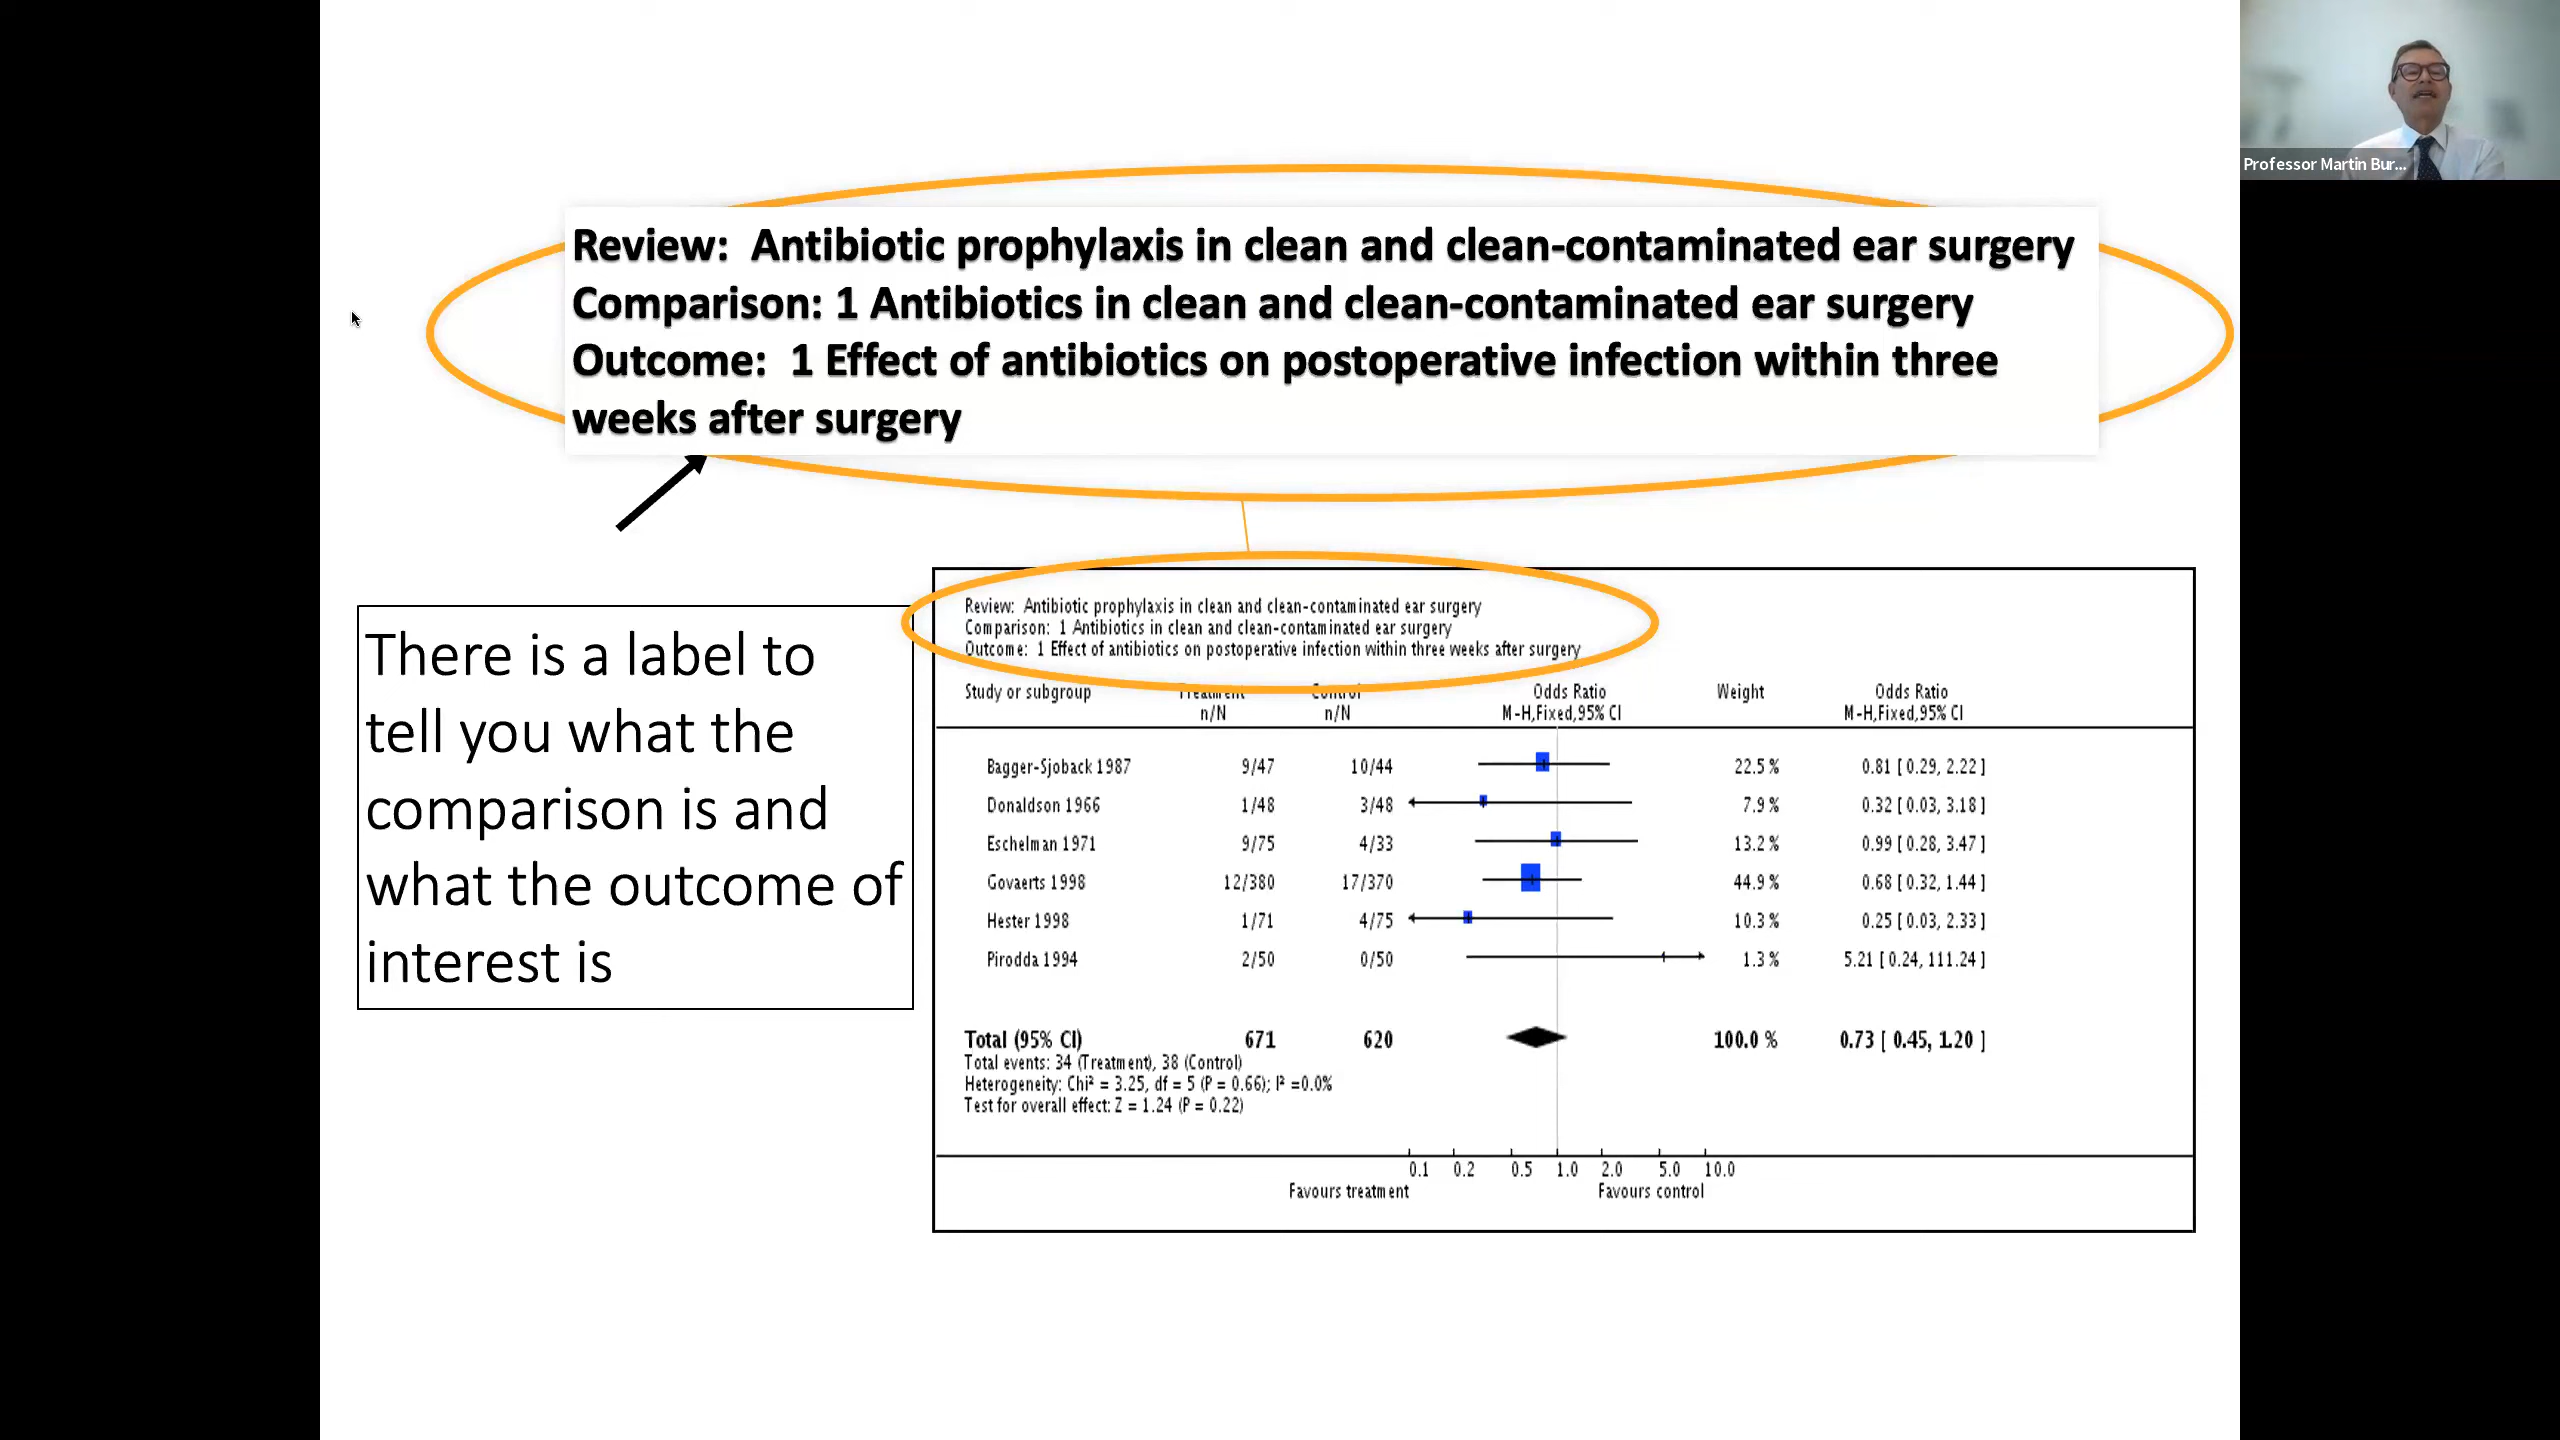 Professor Martin Bur...
Review: Antibiotic prophylaxis in clean and clean-contaminated ear surgery
Comparison: 1 Antibiotics in clean and clean-contaminated ear surgery
Outcome: 1 Effect of antibiotics on postoperative infection within three
weeks after surgery
There is a label to
tell you what the
comparison is and
what the outcome of
interest is
Review: Antibiotic prophylaxis in clean and clean-contaminated ear surgery
Comparison: 1 Antibiotics in clean and clean-contaminated ear surgery
Outcome: 1 Effect of antibiotics on postoperative infection within three weeks after surgery
Study or subgroup Treatment Control Odds Ratio Weight Odds Ratio
n/N n/N M-H,Fixed,95% CI M-H,Fixed,95% CI
Bagger-Sjoback 1987 9/47 10/44 22.5 % 0.81 [ 0.29, 2.22 ]
Donaldson 1966 1/48 3/48 7.9 % 0.32 [ 0.03, 3.18 ]
Eschelman 1971 9/75 4/33 13.2 % 0.99 [ 0.28, 3.47 ]
Govaerts 1998 12/380 17/370 44.9 % 0.68 [ 0.32, 1.44 ]
Hester 1998 1/71 4/75 10.3 % 0.25 [ 0.03, 2.33 ]
Pirodda 1994 2/50 0/50 1.3 % 5.21 [ 0.24, 111.24 ]
Total (95% CI) 671 620 100.0 % 0.73 [ 0.45, 1.20 ]
Total events: 34 (Treatment), 38 (Control)
Heterogeneity: Chi² = 3.25, df = 5 (P = 0.66); I² =0.0%
Test for overall effect: Z = 1.24 (P = 0.22)
0.1 0.2 0.5 1.0 2.0 5.0 10.0
Favours treatment Favours control